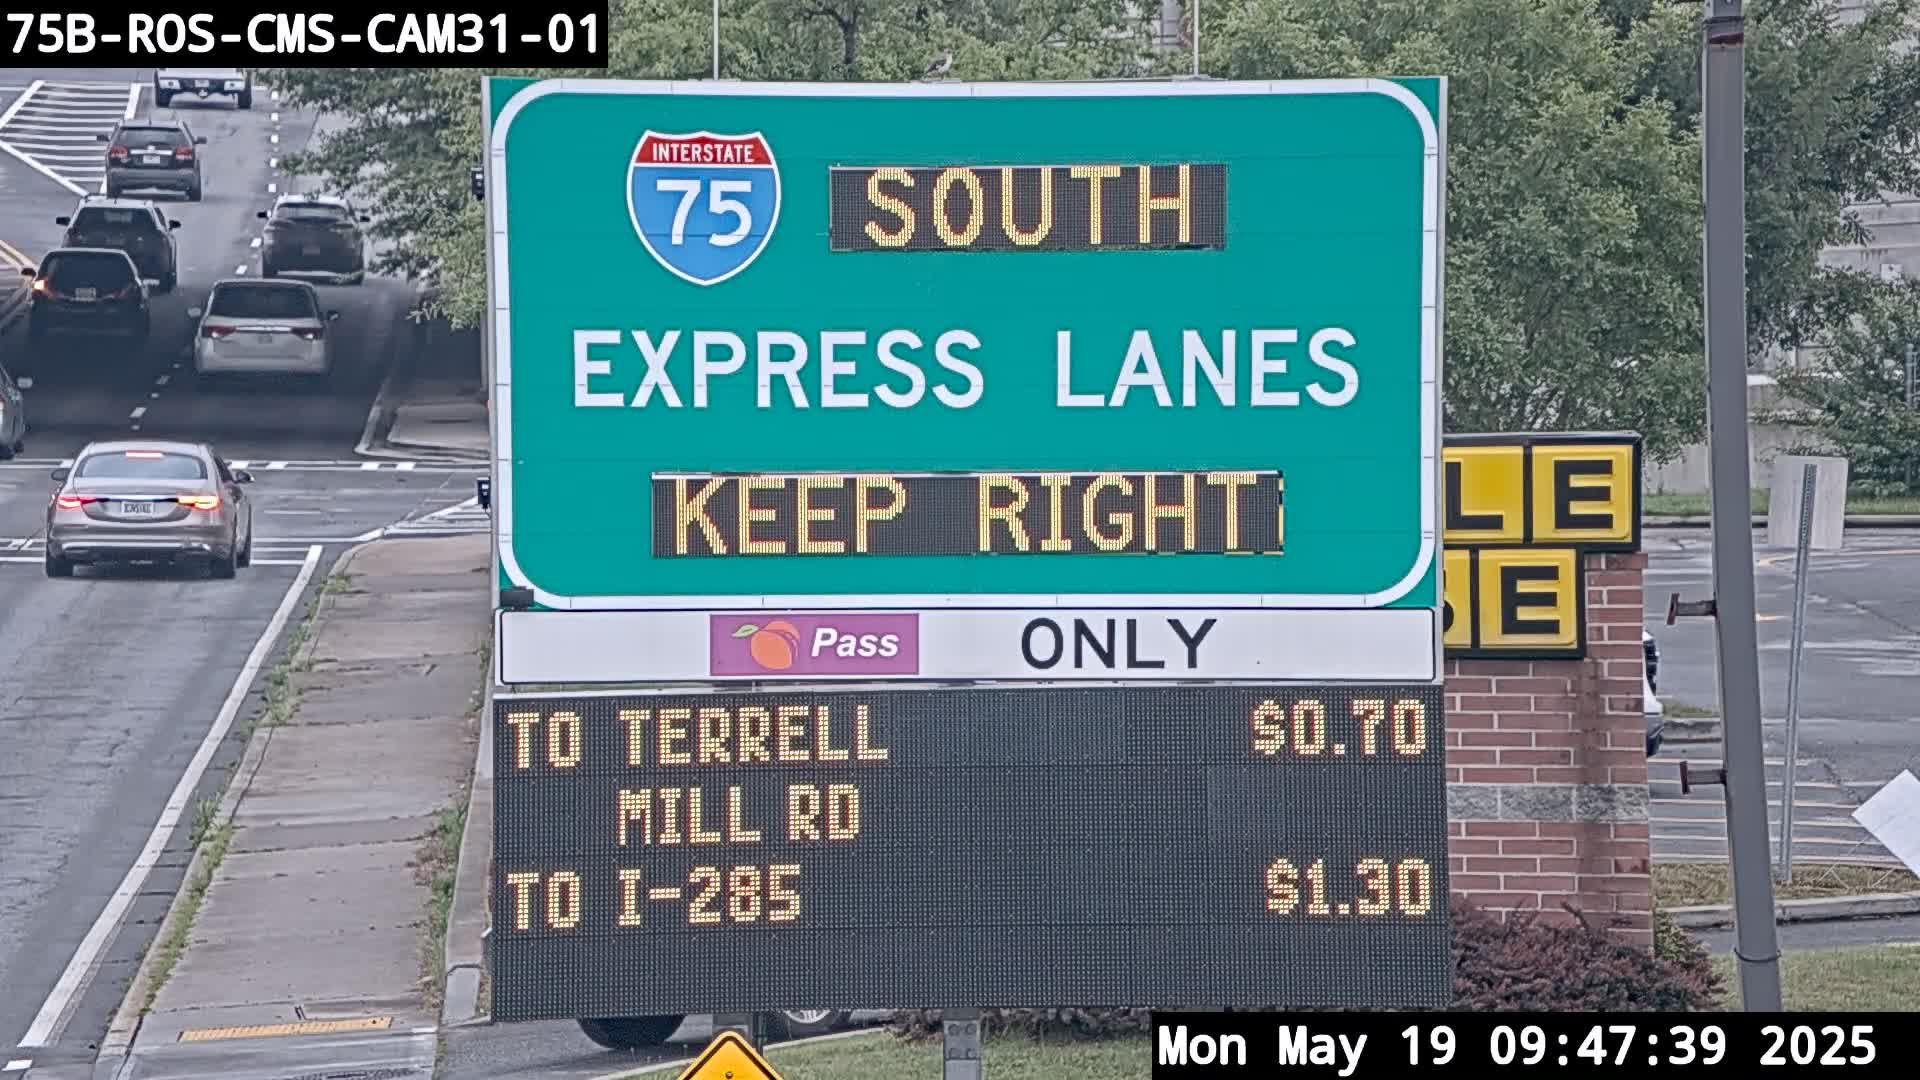 75B-ROS-CMS-CAM31-01
INTERSTATE
75
SOUTH
EXPRESS LANES
KEEP RIGHT
LE
E
Pass
ONLY
TO TERRELL $0.70
MILL RD
TO I-285 $1.30
Mon May 19 09:47:39 2025